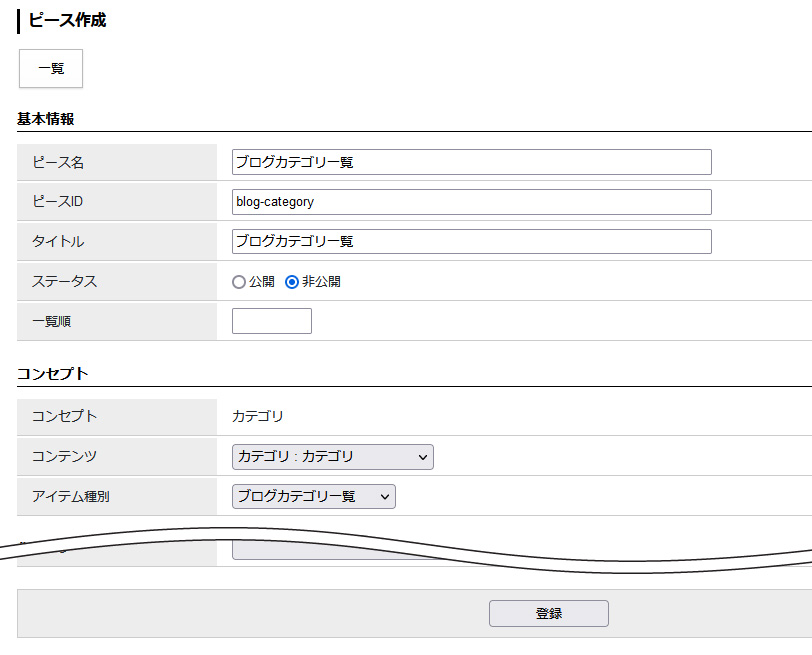 ピース作成
一覧
基本情報
ピース名 ブログカテゴリ一覧
ピースID blog-category
タイトル ブログカテゴリ一覧
ステータス 公開 非公開
一覧順
コンセプト
コンセプト カテゴリ
コンテンツ カテゴリ：カテゴリ
アイテム種別 ブログカテゴリ一覧
登録